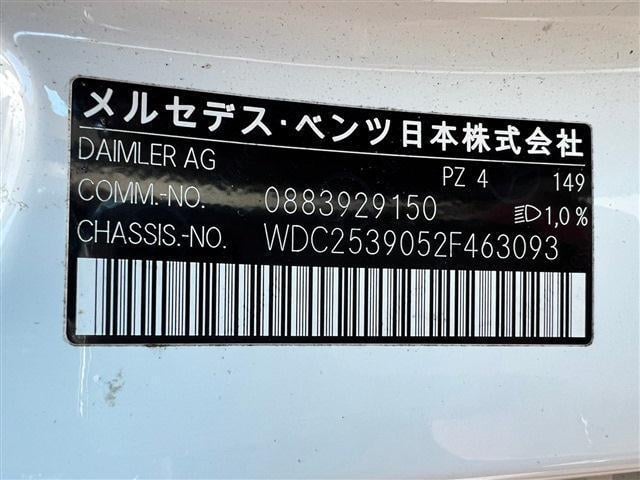 メルセデス・ベンツ日本株式会社
DAIMLER AG PZ 4 149
COMM.-NO. 0883929150 1,0%
CHASSIS.-NO. WDC2539052F463093